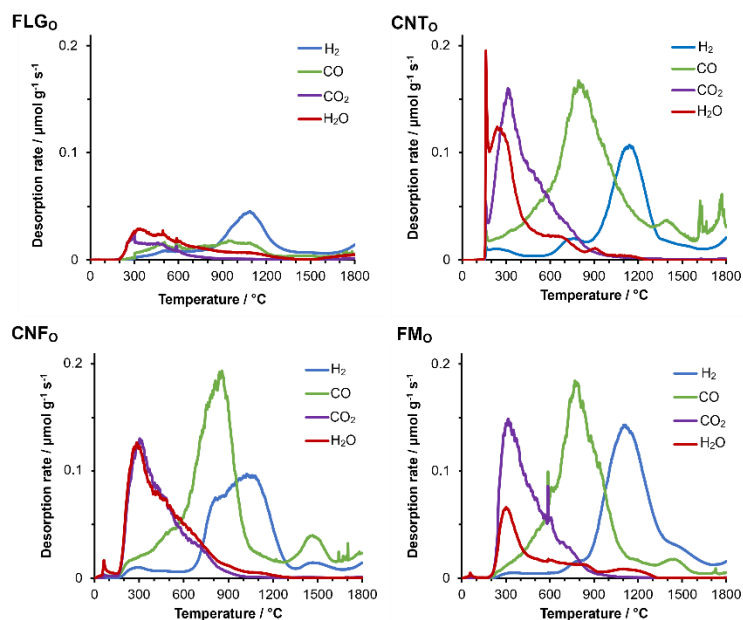 FLGO
0.2
0.1
0
Desorption rate / µmol g⁻¹ s⁻¹
H2
CO
CO2
H2O
0 300 600 900 1200 1500 1800
Temperature / °C
CNTO
0.2
0.1
0
Desorption rate / µmol g⁻¹ s⁻¹
H2
CO
CO2
H2O
0 300 600 900 1200 1500 1800
Temperature / °C
CNFO
0.2
0.1
0
Desorption rate / µmol g⁻¹ s⁻¹
H2
CO
CO2
H2O
0 300 600 900 1200 1500 1800
Temperature / °C
FMO
0.2
0.1
0
Desorption rate / µmol g⁻¹ s⁻¹
H2
CO
CO2
H2O
0 300 600 900 1200 1500 1800
Temperature / °C